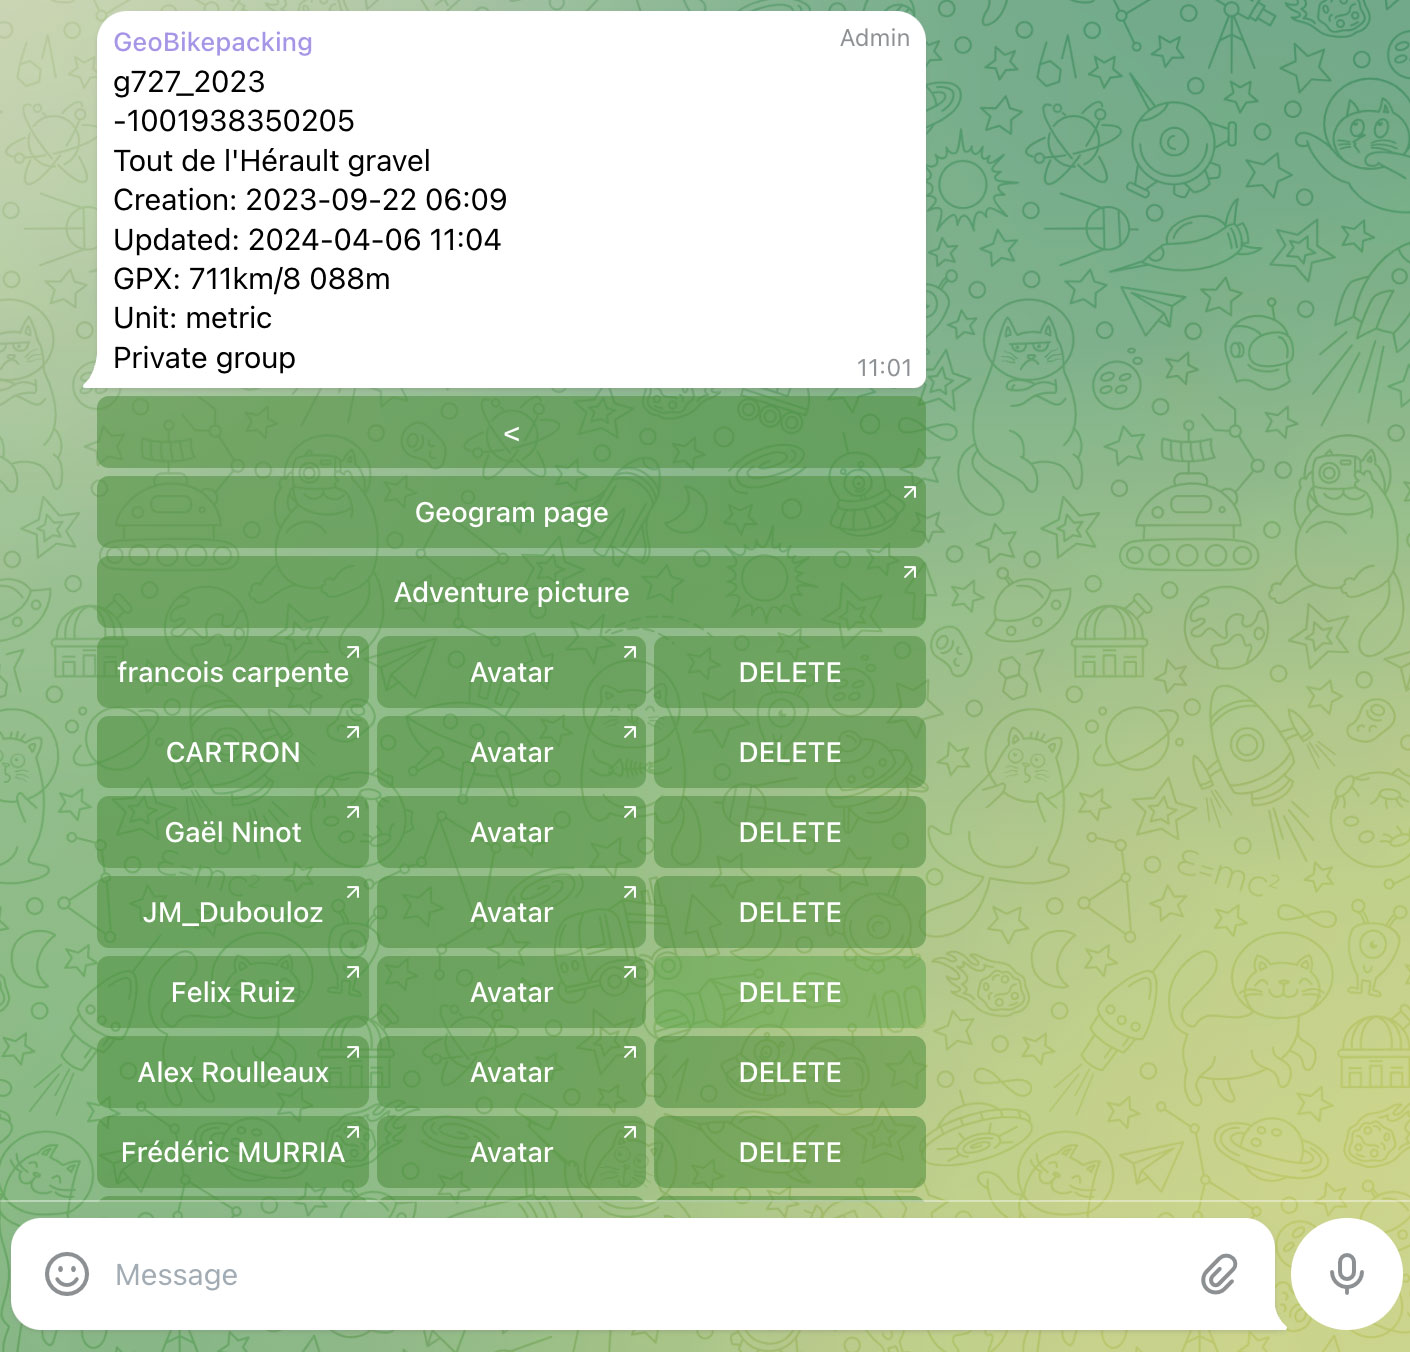 GeoBikepacking Admin
g727_2023
-1001938350205
Tout de l'Hérault gravel
Creation: 2023-09-22 06:09
Updated: 2024-04-06 11:04
GPX: 711km/8 088m
Unit: metric
Private group
11:01
<
Geogram page
Adventure picture
francois carpente Avatar DELETE
CARTRON Avatar DELETE
Gaël Ninot Avatar DELETE
JM_Dubouloz Avatar DELETE
Felix Ruiz Avatar DELETE
Alex Roulleaux Avatar DELETE
Frédéric MURRIA Avatar DELETE
Message